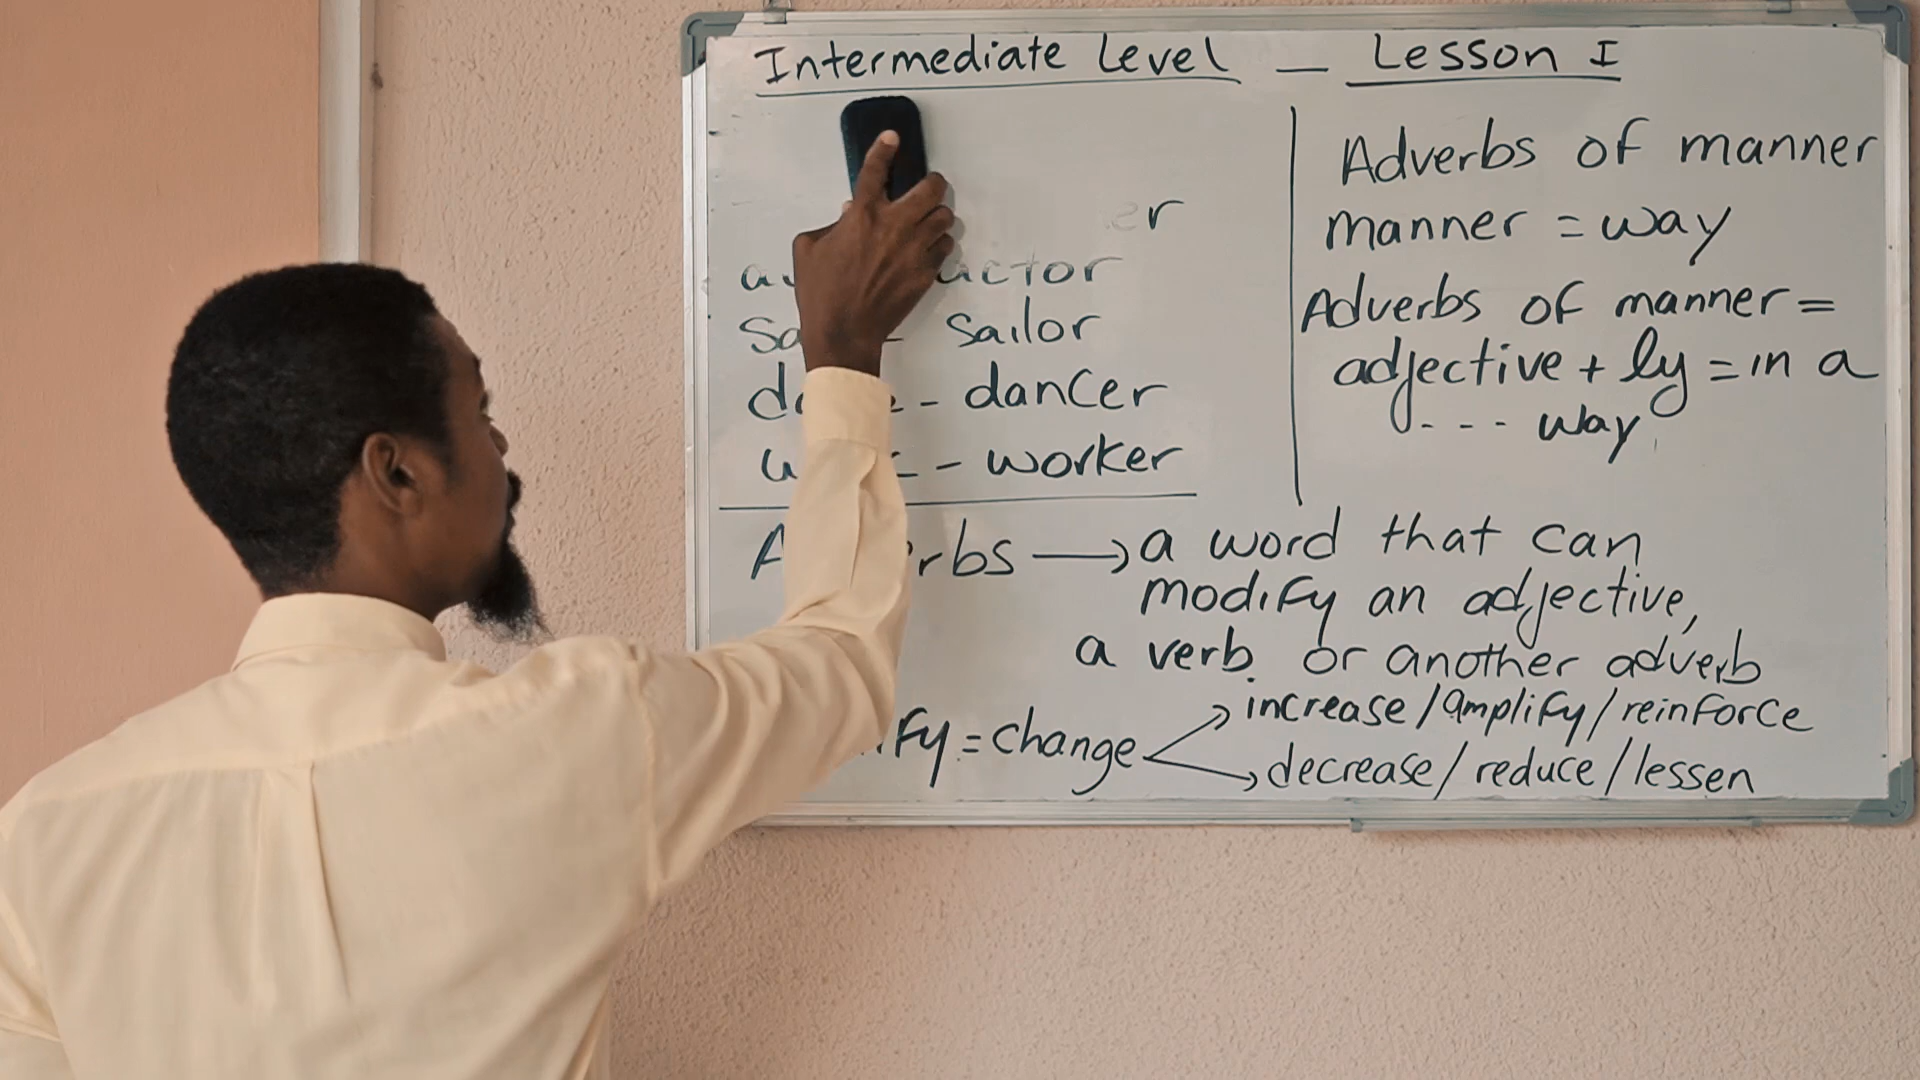 Intermediate Level — Lesson I
er
actor
sailor
- dancer
- worker
rbs → a word that can
modify an adjective,
a verb. or another adverb
ify = change
increase / amplify / reinforce
decrease / reduce / lessen
Adverbs of manner
manner = way
Adverbs of manner =
adjective + ly = in a
- - - way